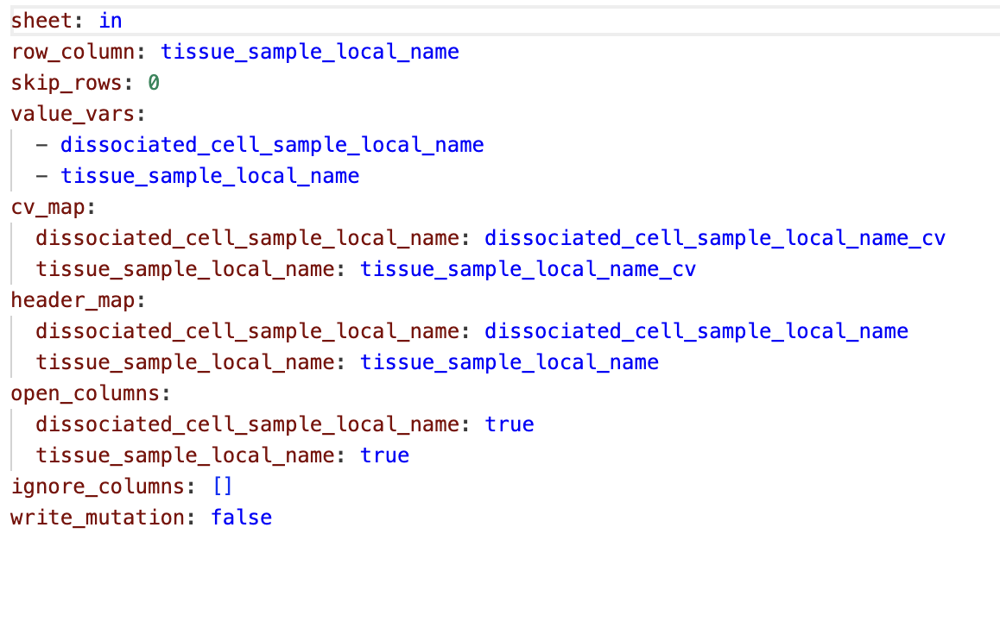 sheet: in
row_column: tissue_sample_local_name
skip_rows: 0
value_vars:
  - dissociated_cell_sample_local_name
  - tissue_sample_local_name
cv_map:
  dissociated_cell_sample_local_name: dissociated_cell_sample_local_name_cv
  tissue_sample_local_name: tissue_sample_local_name_cv
header_map:
  dissociated_cell_sample_local_name: dissociated_cell_sample_local_name
  tissue_sample_local_name: tissue_sample_local_name
open_columns:
  dissociated_cell_sample_local_name: true
  tissue_sample_local_name: true
ignore_columns: []
write_mutation: false